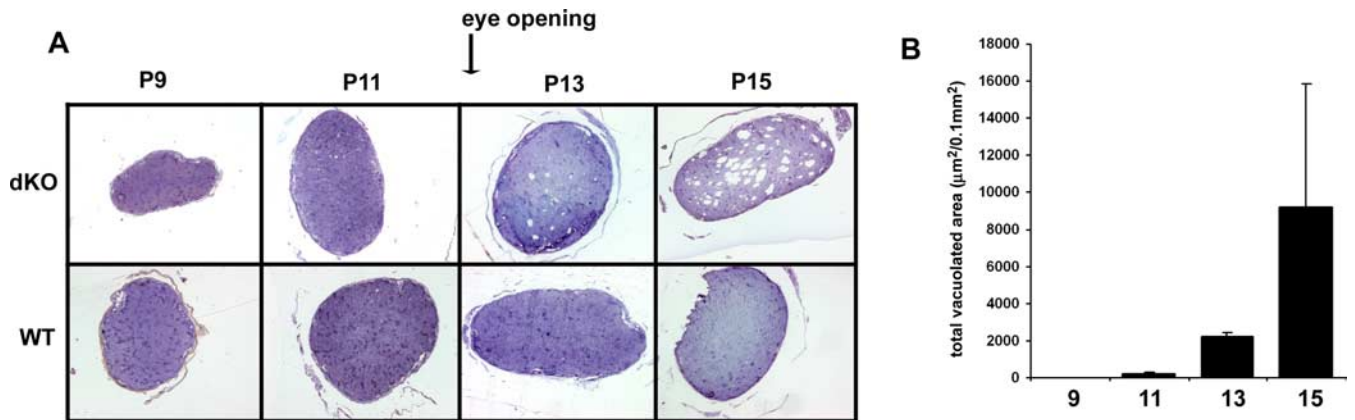 A
eye opening
P9 P11 P13 P15
dKO
WT
B
total vacuolated area (μm²/0.1mm²)
18000
16000
14000
12000
10000
8000
6000
4000
2000
0
9 11 13 15